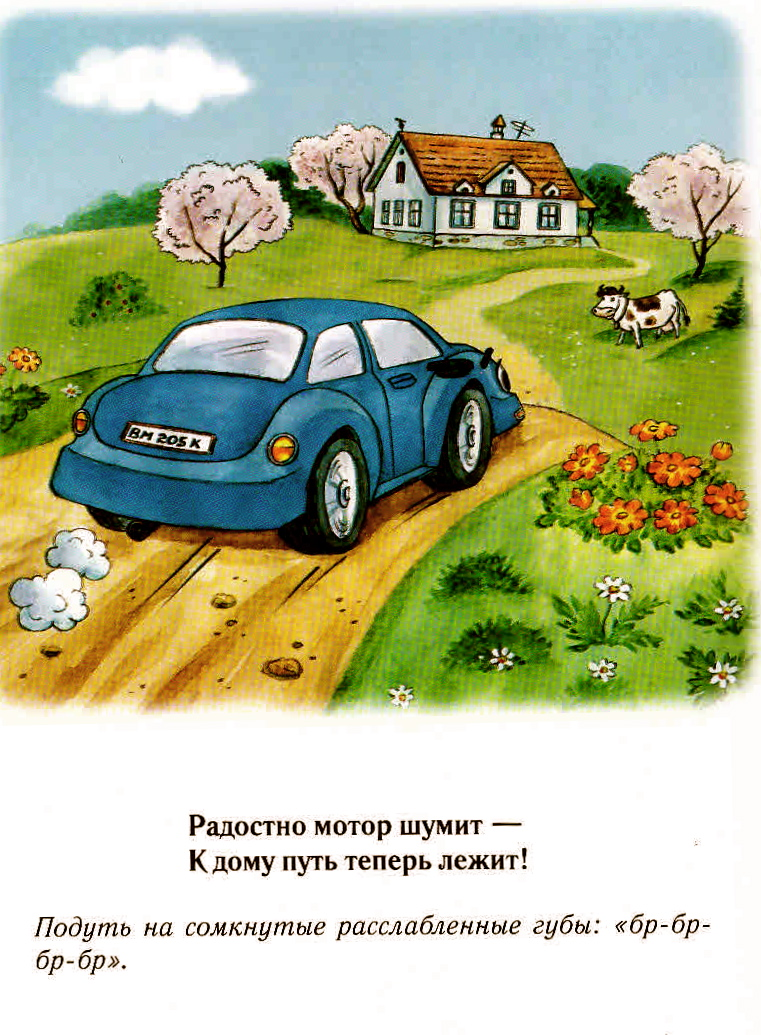 ВМ 205 К
Радостно мотор шумит —
К дому путь теперь лежит!
Подуть на сомкнутые расслабленные губы: «бр-бр-
бр-бр».